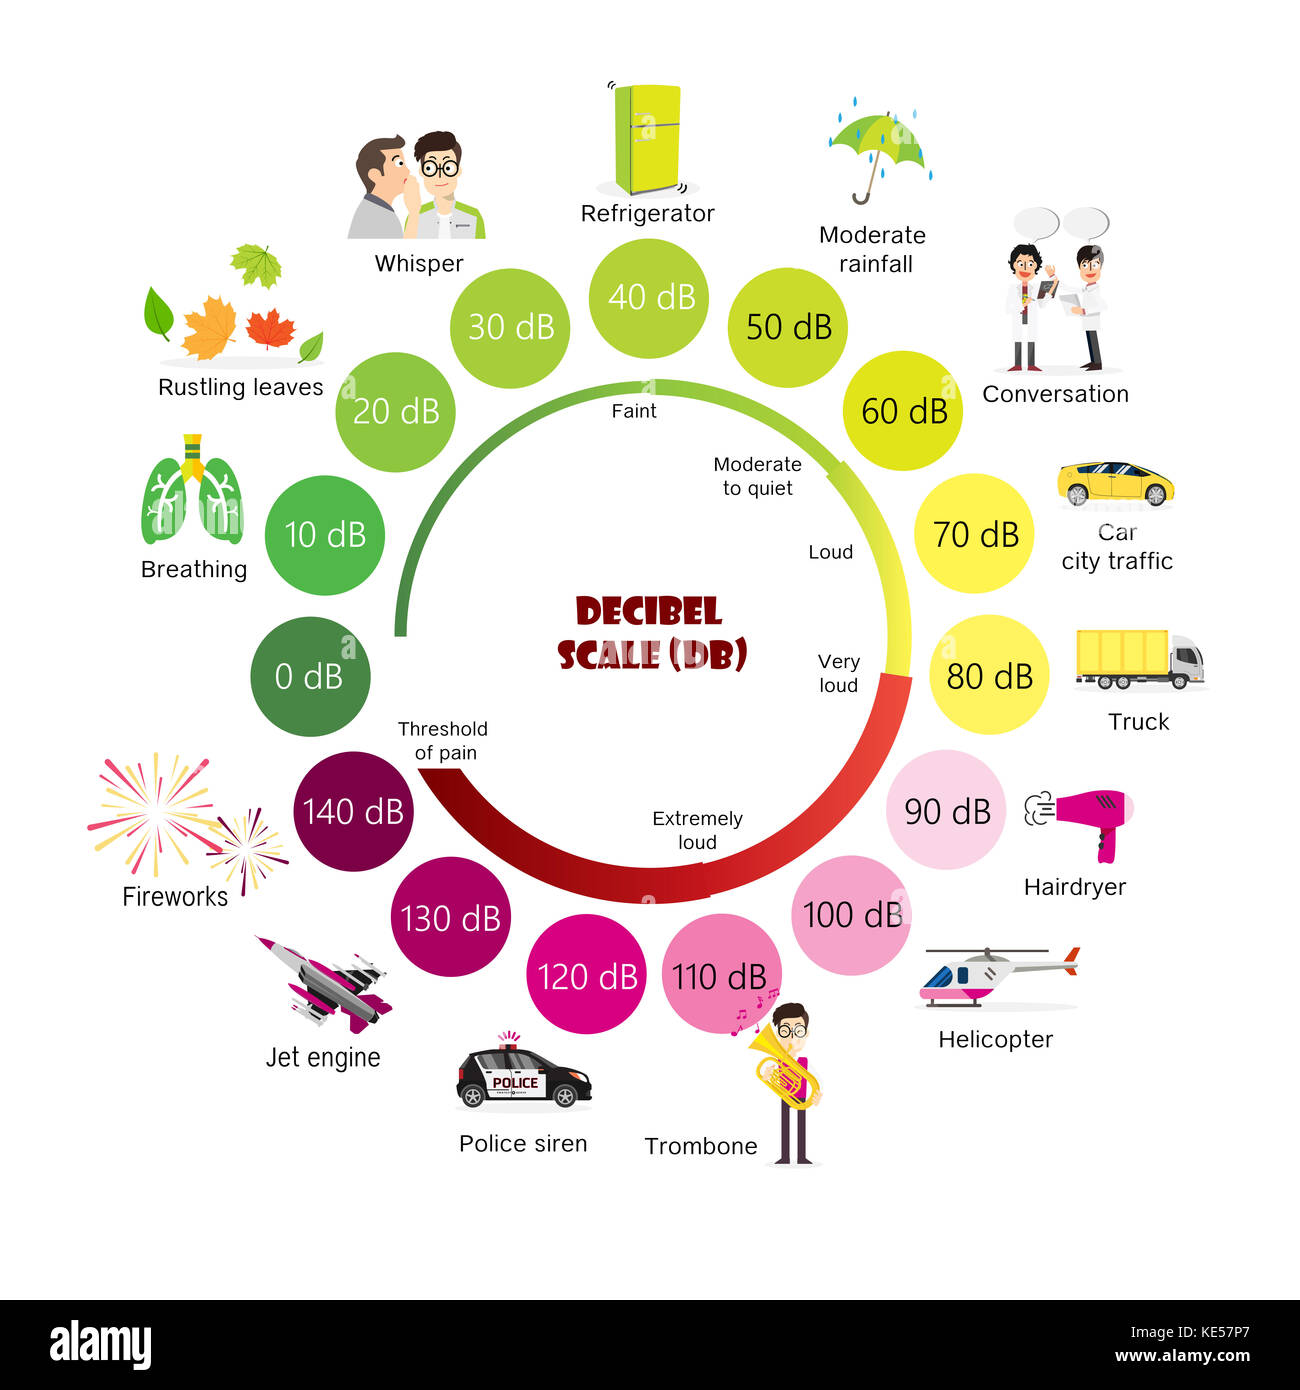 Refrigerator
Moderate
rainfall
Whisper
Conversation
Rustling leaves
Car
city traffic
Breathing
Truck
Hairdryer
Fireworks
Helicopter
Jet engine
Police siren
POLICE
Trombone
0 dB
10 dB
20 dB
30 dB
40 dB
50 dB
60 dB
70 dB
80 dB
90 dB
100 dB
110 dB
120 dB
130 dB
140 dB
Faint
Moderate
to quiet
Loud
Very
loud
Extremely
loud
Threshold
of pain
DECIBEL
SCALE (DB)
alamy
a
a
alamy
Image ID: KE57P7
www.alamy.com